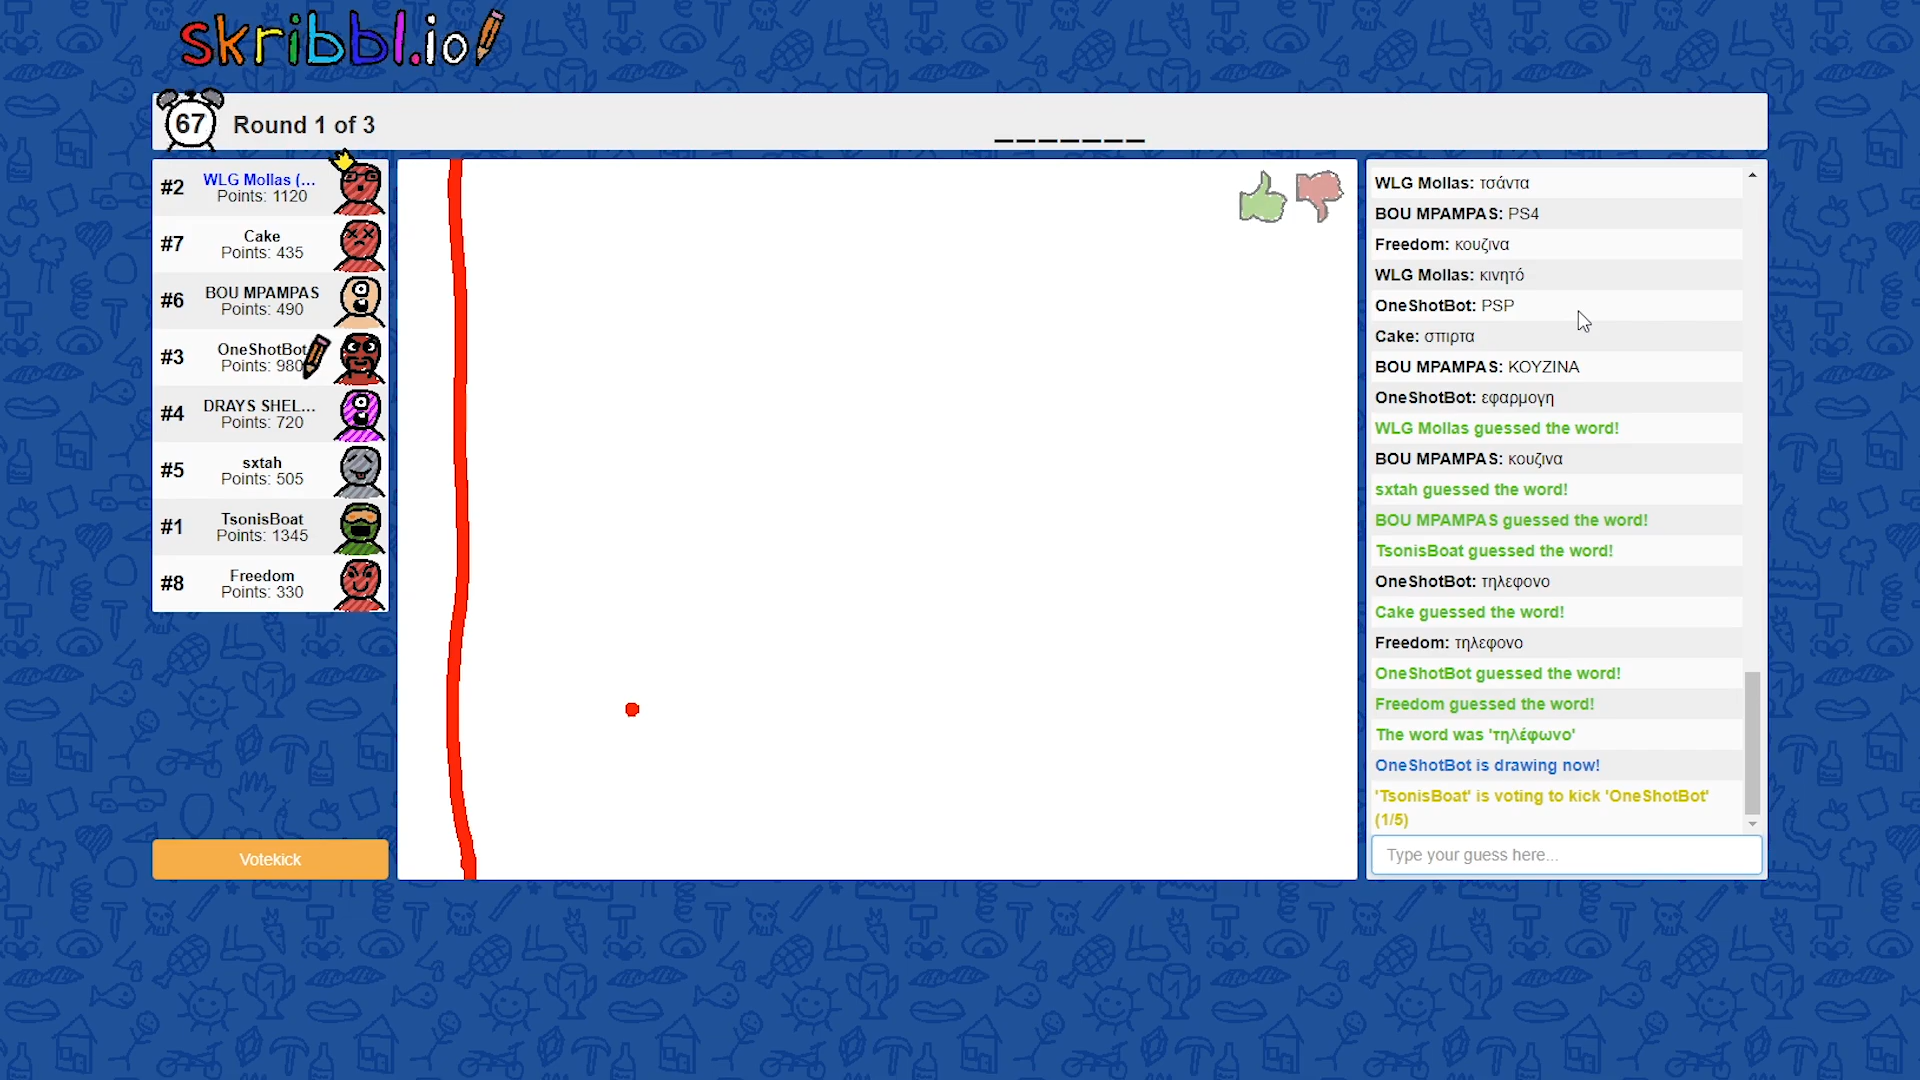 skribbl.io
67
Round 1 of 3
_______
#2
WLG Mollas (...
Points: 1120
#7
Cake
Points: 435
#6
BOU MPAMPAS
Points: 490
#3
OneShotBot
Points: 980
#4
DRAYS SHEL...
Points: 720
#5
sxtah
Points: 505
#1
TsonisBoat
Points: 1345
#8
Freedom
Points: 330
Votekick
WLG Mollas: τσάντα
BOU MPAMPAS: PS4
Freedom: κουζινα
WLG Mollas: κινητό
OneShotBot: PSP
Cake: σπιρτα
BOU MPAMPAS: ΚΟΥΖΙΝΑ
OneShotBot: εφαρμογη
WLG Mollas guessed the word!
BOU MPAMPAS: κουζινα
sxtah guessed the word!
BOU MPAMPAS guessed the word!
TsonisBoat guessed the word!
OneShotBot: τηλεφονο
Cake guessed the word!
Freedom: τηλεφονο
OneShotBot guessed the word!
Freedom guessed the word!
The word was 'τηλέφωνο'
OneShotBot is drawing now!
'TsonisBoat' is voting to kick 'OneShotBot'
(1/5)
Type your guess here...